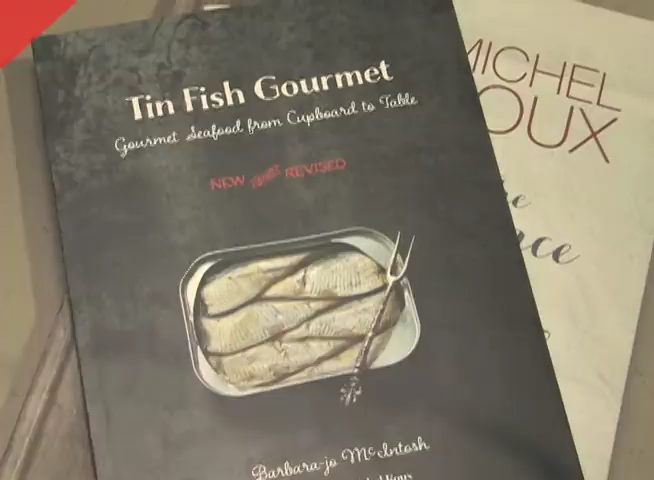 Tin Fish Gourmet
Gourmet Seafood from Cupboard to Table
NEW and REVISED
Barbara-jo McIntosh
MICHEL
OUX